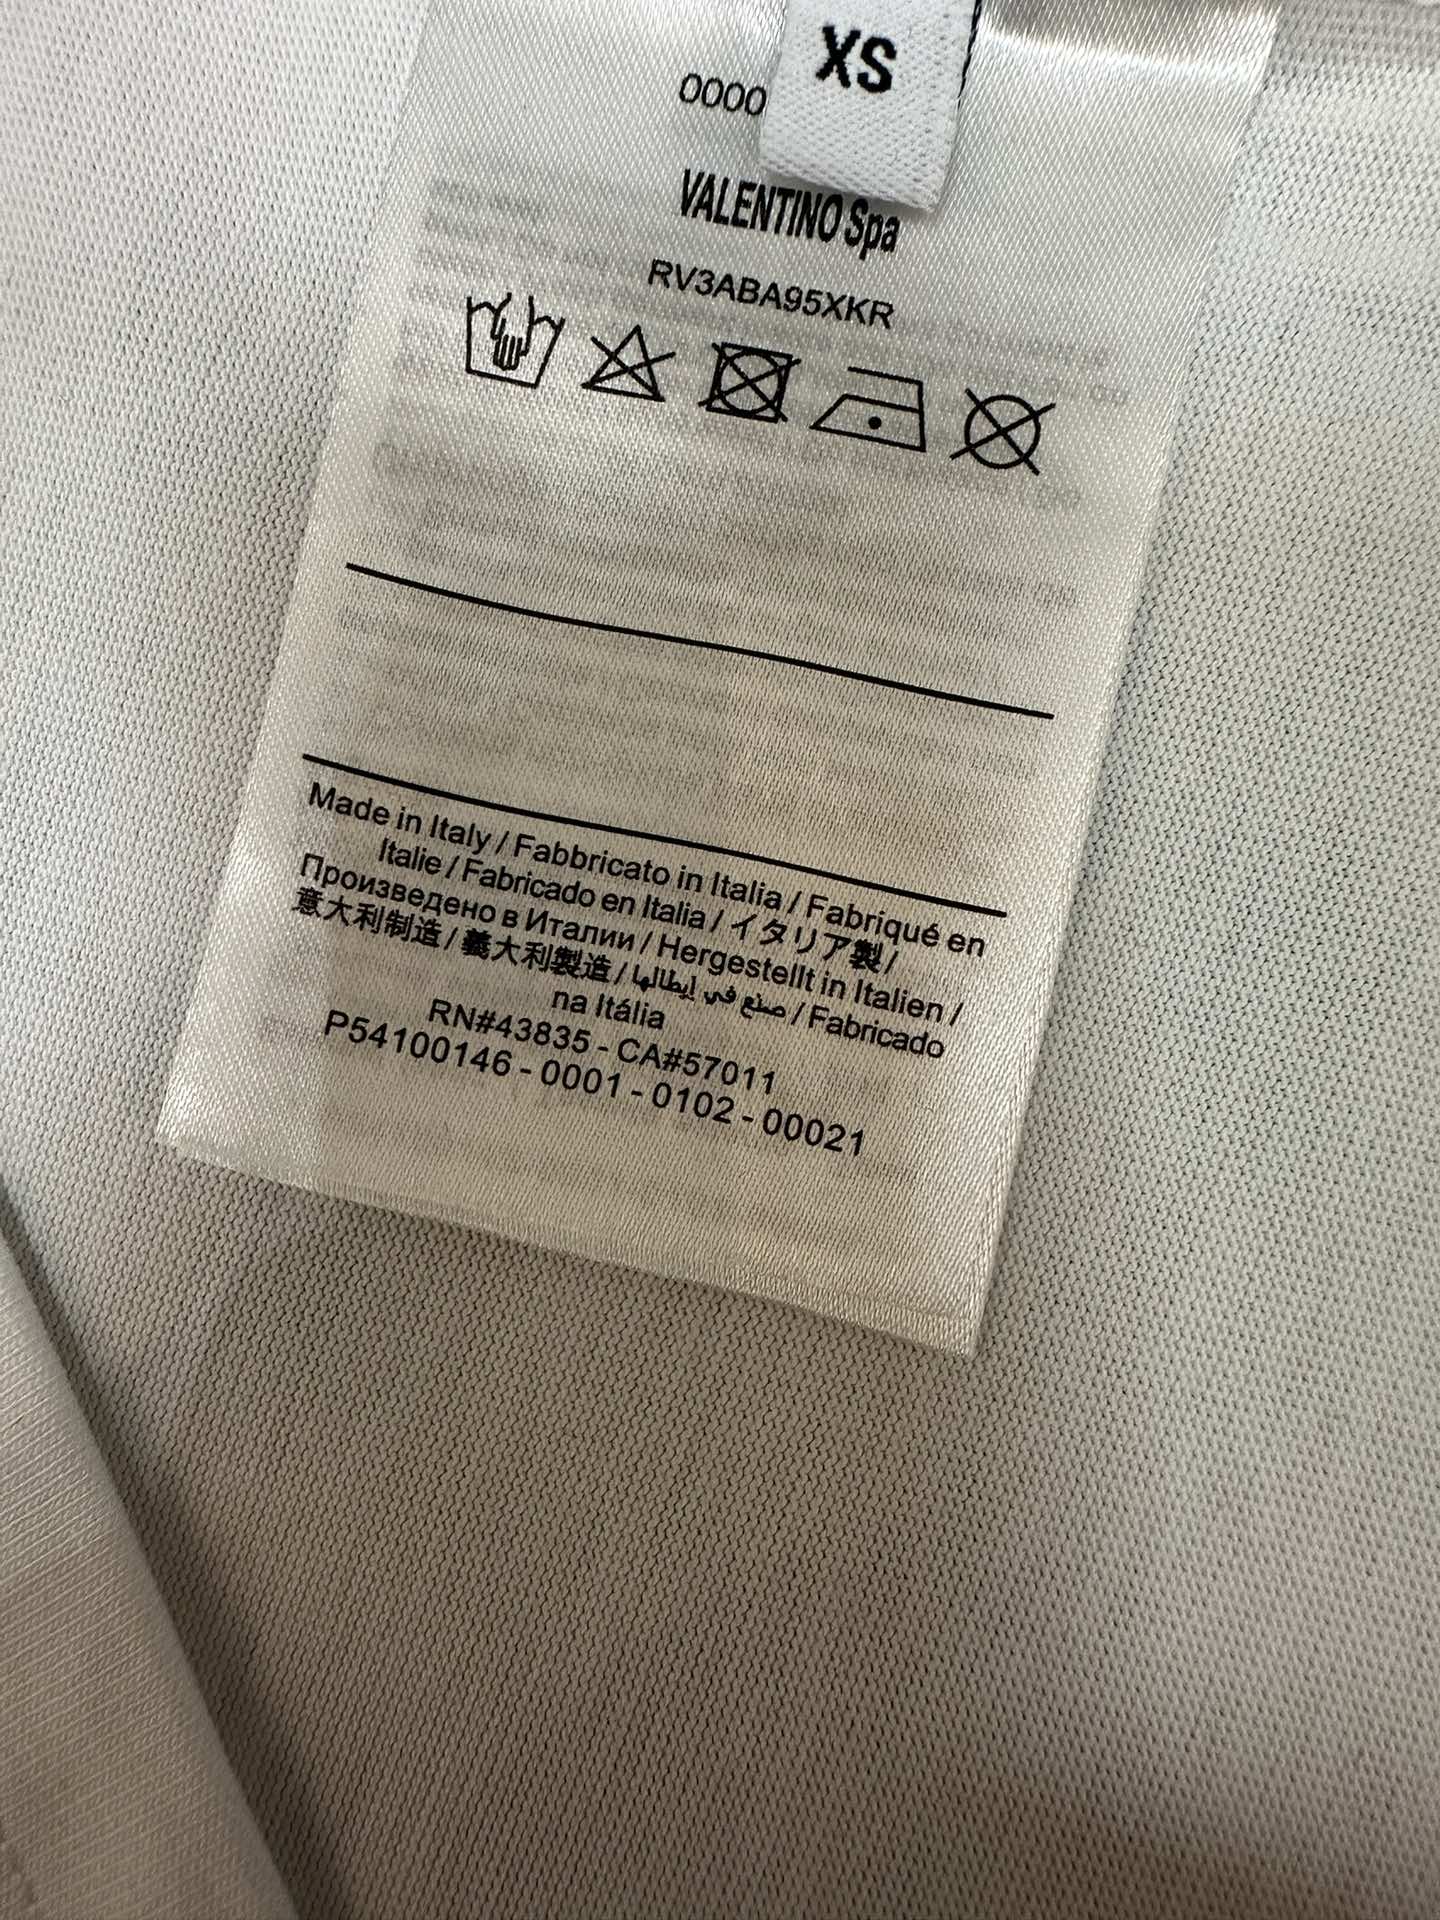 XS
0000
VALENTINO Spa
RV3ABA95XKR
Made in Italy / Fabbricato in Italia / Fabriqué en
Italie / Fabricado en Italia / イタリア製 /
Произведено в Италии / Hergestellt in Italien /
意大利制造 / 義大利製造 / صنع في إيطالها / Fabricado
na Itália
RN#43835 - CA#57011
P54100146 - 0001 - 0102 - 00021